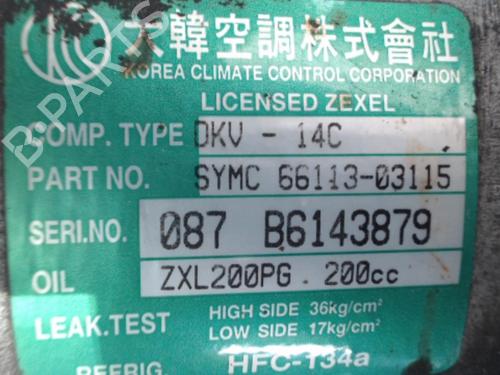 大韓空調株式會社
KOREA CLIMATE CONTROL CORPORATION
LICENSED ZEXEL
COMP. TYPE DKV - 14C
PART NO. SYMC 66113-03115
SERI.NO. 087 B6143879
OIL ZXL200PG . 200cc
LEAK.TEST HIGH SIDE 36kg/cm²
LOW SIDE 17kg/cm²
REFRIG HFC-134a
B-PARTS